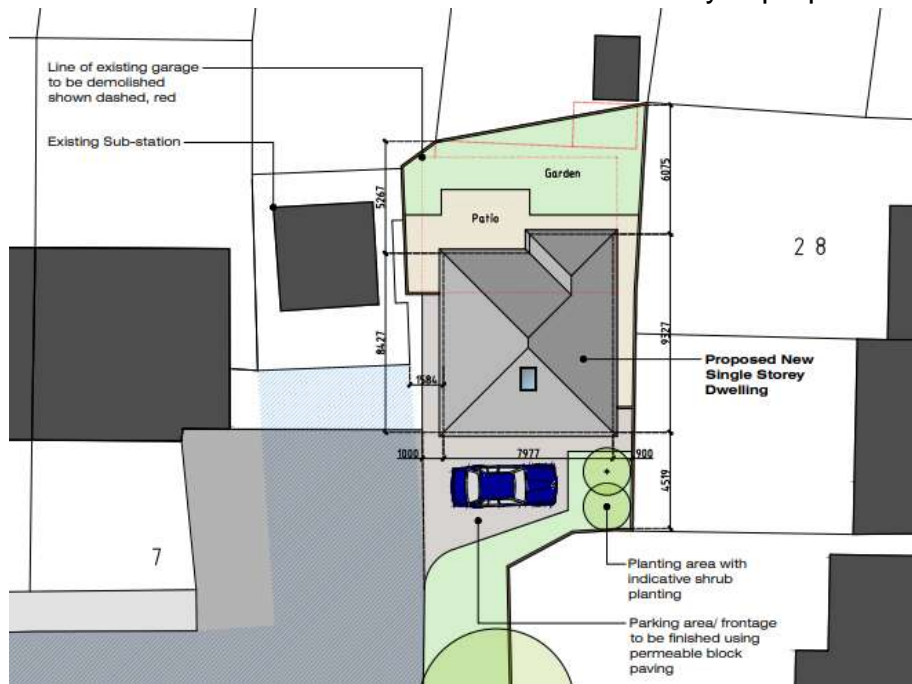 Line of existing garage
to be demolished
shown dashed, red
Existing Sub-station
Garden
6075
5267
Patio
28
8427
9327
1584
Proposed New
Single Storey
Dwelling
1000
7977
900
4519
7
Planting area with
indicative shrub
planting
Parking area/ frontage
to be finished using
permeable block
paving